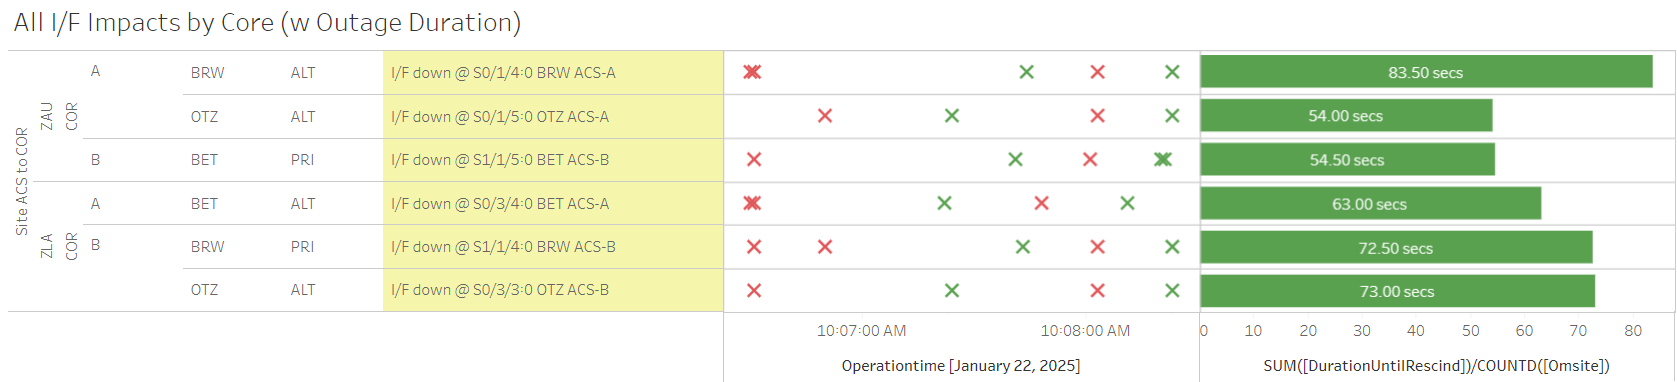 All I/F Impacts by Core (w Outage Duration)
Site ACS to COR
ZAU COR
A BRW ALT I/F down @ S0/1/4:0 BRW ACS-A 83.50 secs
OTZ ALT I/F down @ S0/1/5:0 OTZ ACS-A 54.00 secs
B BET PRI I/F down @ S1/1/5:0 BET ACS-B 54.50 secs
ZLA COR
A BET ALT I/F down @ S0/3/4:0 BET ACS-A 63.00 secs
B BRW PRI I/F down @ S1/1/4:0 BRW ACS-B 72.50 secs
OTZ ALT I/F down @ S0/3/3:0 OTZ ACS-B 73.00 secs
10:07:00 AM 10:08:00 AM 0 10 20 30 40 50 60 70 80
Operationtime [January 22, 2025] SUM([DurationUntilRescind])/COUNTD([Omsite])